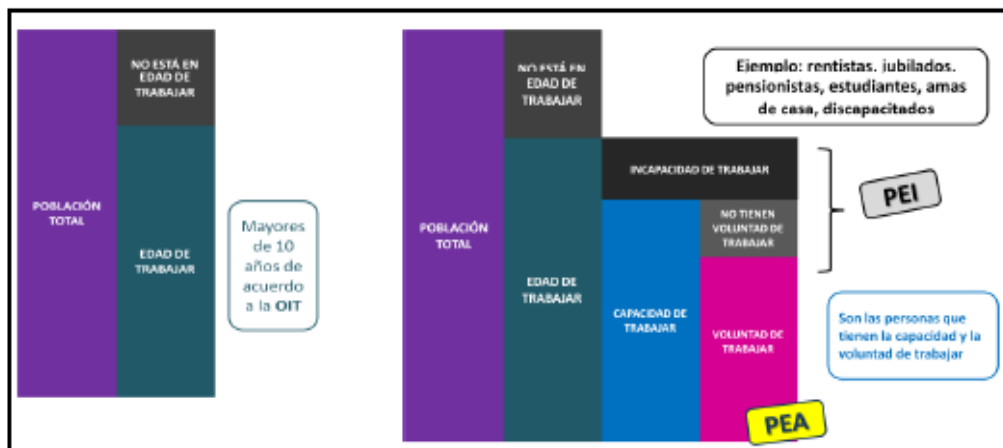 NO ESTÁ EN
EDAD DE
TRABAJAR
POBLACIÓN
TOTAL
EDAD DE
TRABAJAR
Mayores
de 10
años de
acuerdo
a la OIT
NO ESTÁ EN
EDAD DE
TRABAJAR
POBLACIÓN
TOTAL
EDAD DE
TRABAJAR
INCAPACIDAD DE TRABAJAR
CAPACIDAD DE
TRABAJAR
NO TIENEN
VOLUNTAD DE
TRABAJAR
VOLUNTAD DE
TRABAJAR
PEA
Ejemplo: rentistas, jubilados,
pensionistas, estudiantes, amas
de casa, discapacitados
PEI
Son las personas que
tienen la capacidad y la
voluntad de trabajar